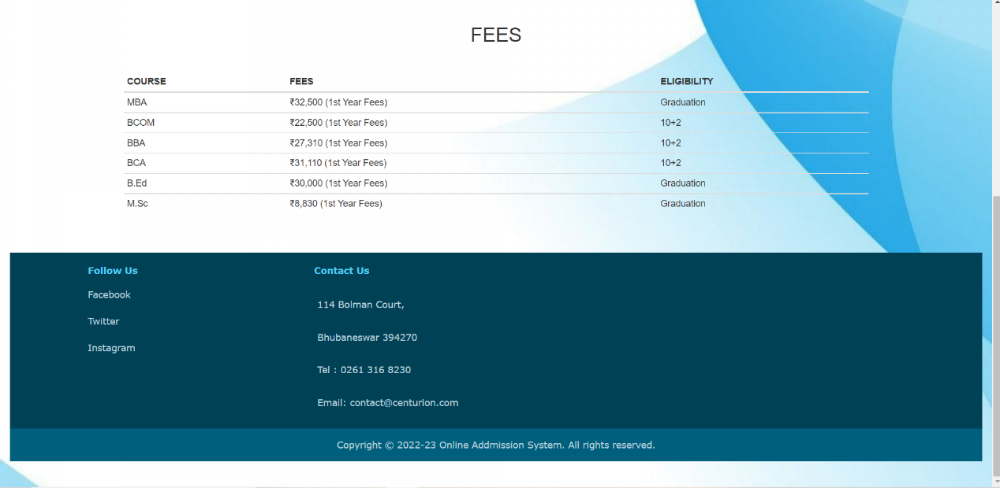 FEES
COURSE FEES ELIGIBILITY
MBA ₹32,500 (1st Year Fees) Graduation
BCOM ₹22,500 (1st Year Fees) 10+2
BBA ₹27,310 (1st Year Fees) 10+2
BCA ₹31,110 (1st Year Fees) 10+2
B.Ed ₹30,000 (1st Year Fees) Graduation
M.Sc ₹8,830 (1st Year Fees) Graduation
Follow Us
Facebook
Twitter
Instagram
Contact Us
114 Bolman Court,
Bhubaneswar 394270
Tel : 0261 316 8230
Email: contact@centurion.com
Copyright © 2022-23 Online Addmission System. All rights reserved.